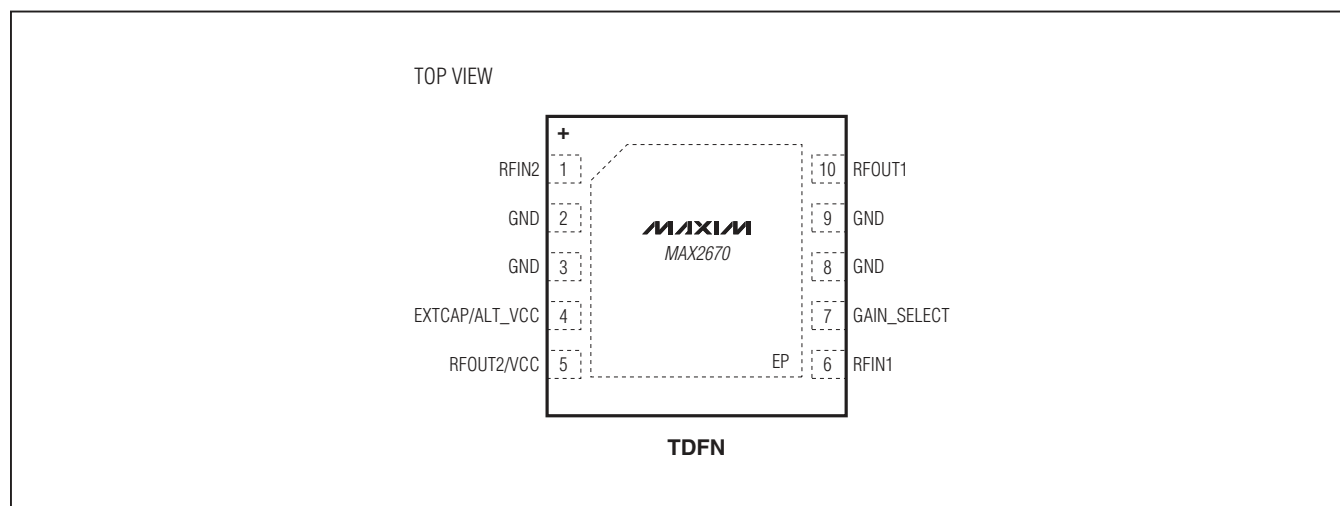 TOP VIEW
+
RFIN2 1
GND 2
GND 3
EXTCAP/ALT_VCC 4
RFOUT2/VCC 5
MAXIM
MAX2670
EP
10 RFOUT1
9 GND
8 GND
7 GAIN_SELECT
6 RFIN1
TDFN